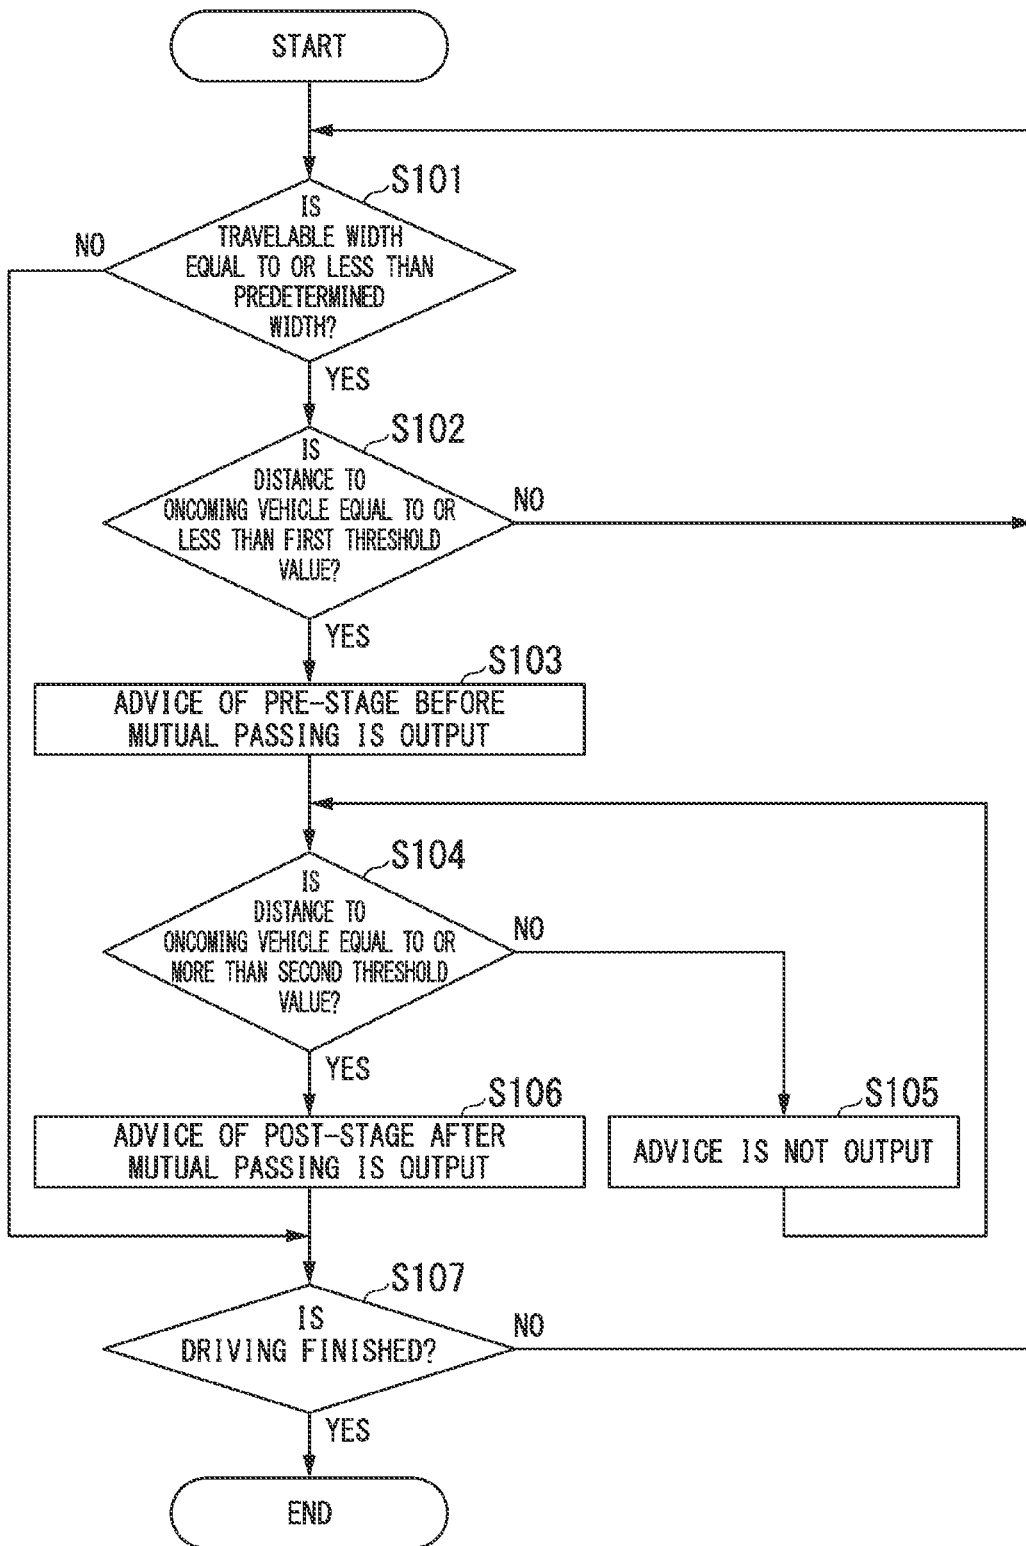 START
S101
IS
TRAVELABLE WIDTH
EQUAL TO OR LESS THAN
PREDETERMINED
WIDTH?
NO
YES
S102
IS
DISTANCE TO
ONCOMING VEHICLE EQUAL TO OR
LESS THAN FIRST THRESHOLD
VALUE?
NO
YES
S103
ADVICE OF PRE-STAGE BEFORE
MUTUAL PASSING IS OUTPUT
S104
IS
DISTANCE TO
ONCOMING VEHICLE EQUAL TO OR
MORE THAN SECOND THRESHOLD
VALUE?
NO
YES
S106
ADVICE OF POST-STAGE AFTER
MUTUAL PASSING IS OUTPUT
S105
ADVICE IS NOT OUTPUT
S107
IS
DRIVING FINISHED?
NO
YES
END